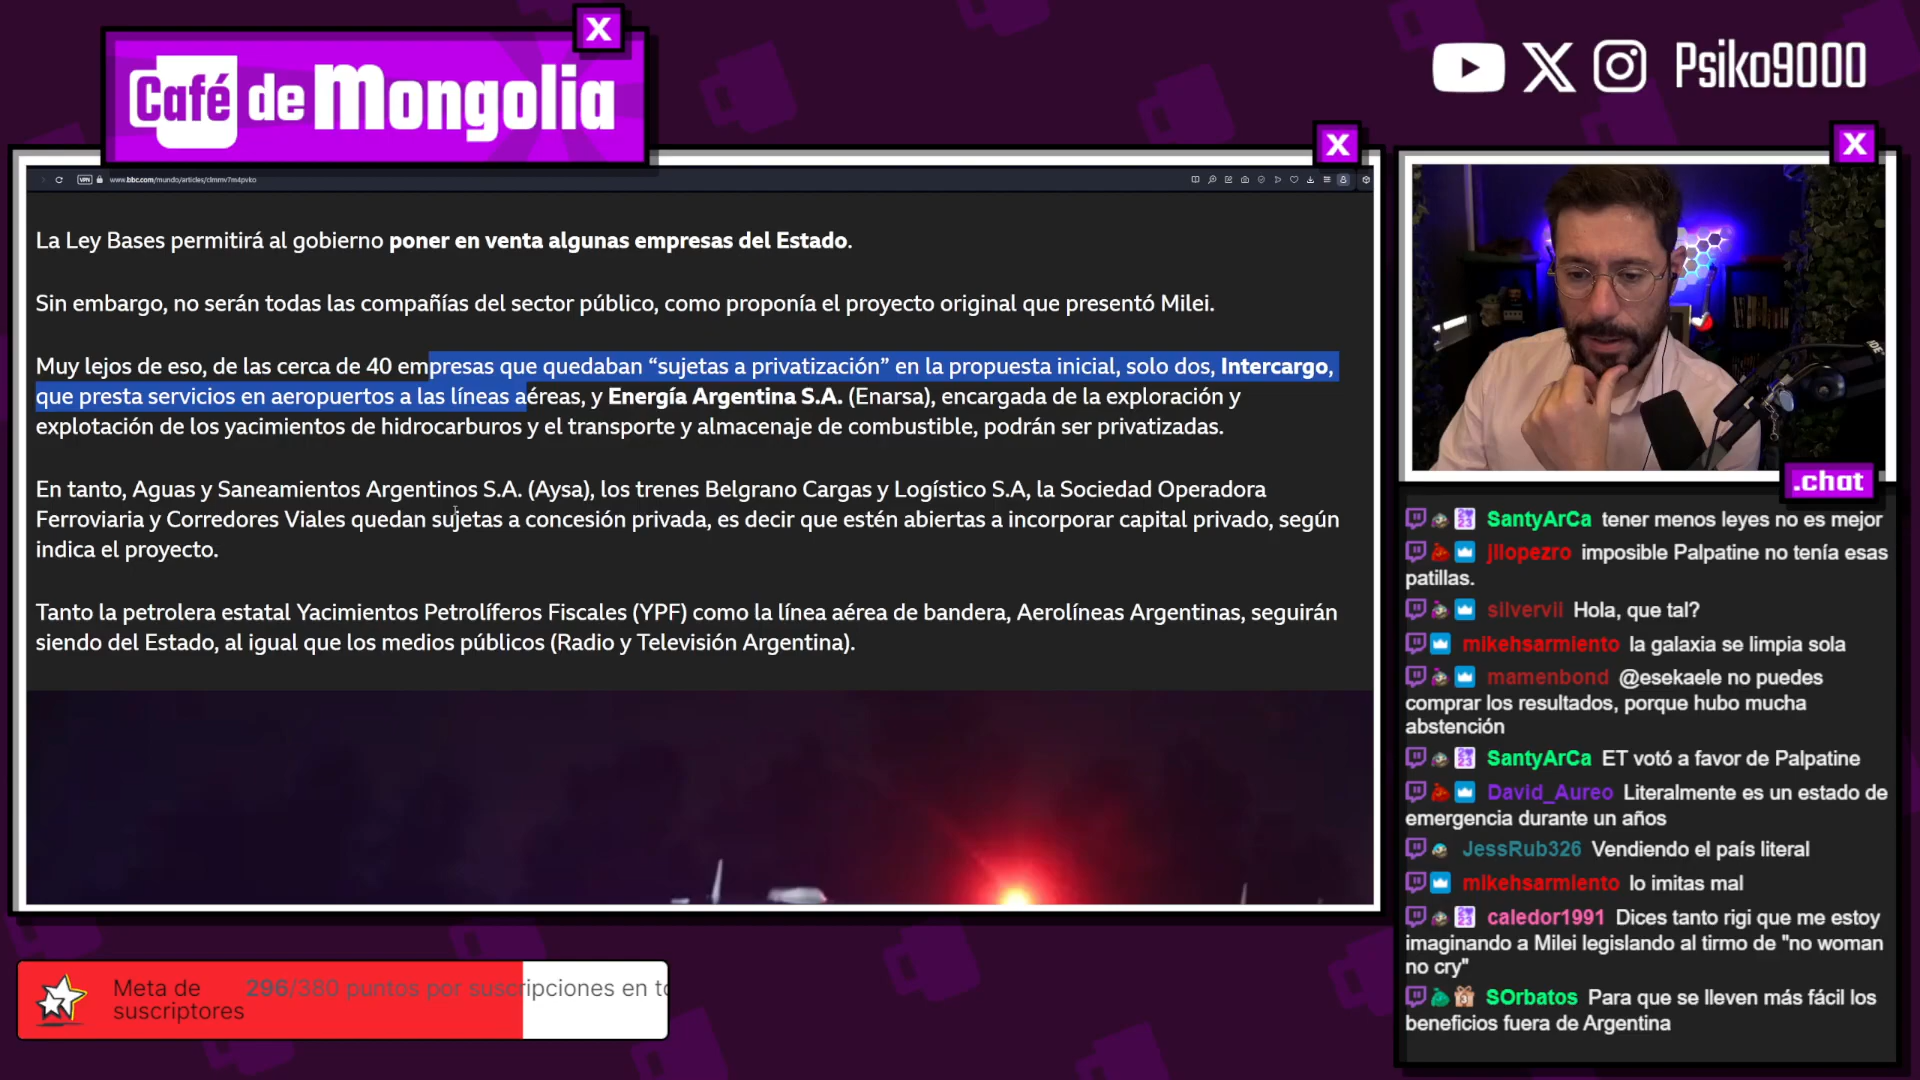 X
Café de Mongolia
Psiko9000
X
X
VPN
www.bbc.com/mundo/articles/clmmv7m4pvko
La Ley Bases permitirá al gobierno poner en venta algunas empresas del Estado.
Sin embargo, no serán todas las compañías del sector público, como proponía el proyecto original que presentó Milei.
Muy lejos de eso, de las cerca de 40 empresas que quedaban “sujetas a privatización” en la propuesta inicial, solo dos, Intercargo,
que presta servicios en aeropuertos a las líneas aéreas, y Energía Argentina S.A. (Enarsa), encargada de la exploración y
explotación de los yacimientos de hidrocarburos y el transporte y almacenaje de combustible, podrán ser privatizadas.
En tanto, Aguas y Saneamientos Argentinos S.A. (Aysa), los trenes Belgrano Cargas y Logístico S.A, la Sociedad Operadora
Ferroviaria y Corredores Viales quedan sujetas a concesión privada, es decir que estén abiertas a incorporar capital privado, según
indica el proyecto.
Tanto la petrolera estatal Yacimientos Petrolíferos Fiscales (YPF) como la línea aérea de bandera, Aerolíneas Argentinas, seguirán
siendo del Estado, al igual que los medios públicos (Radio y Televisión Argentina).
.chat
SantyArCa tener menos leyes no es mejor
jllopezro imposible Palpatine no tenía esas
patillas.
silvervii Hola, que tal?
mikehsarmiento la galaxia se limpia sola
mamenbond @esekaele no puedes
comprar los resultados, porque hubo mucha
abstención
SantyArCa ET votó a favor de Palpatine
David_Aureo Literalmente es un estado de
emergencia durante un años
JessRub326 Vendiendo el país literal
mikehsarmiento lo imitas mal
caledor1991 Dices tanto rigi que me estoy
imaginando a Milei legislando al tirmo de "no woman
no cry"
SOrbatos Para que se lleven más fácil los
beneficios fuera de Argentina
Meta de
suscriptores
296/380 puntos por suscripciones en to